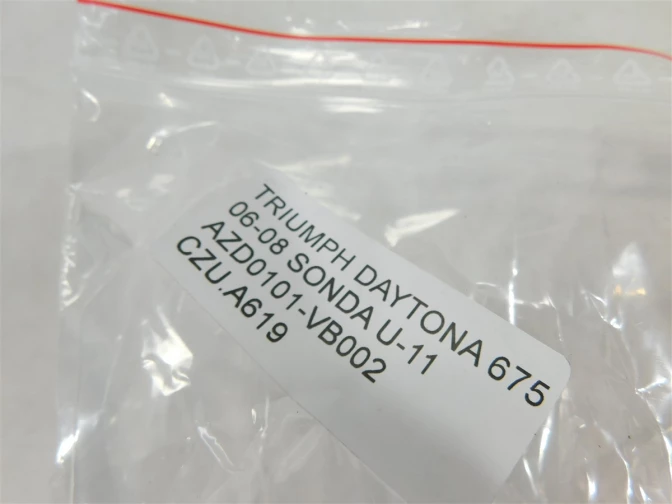 TRIUMPH DAYTONA 675
06-08 SONDA U-11
AZD0101-VB002
CZU.A619